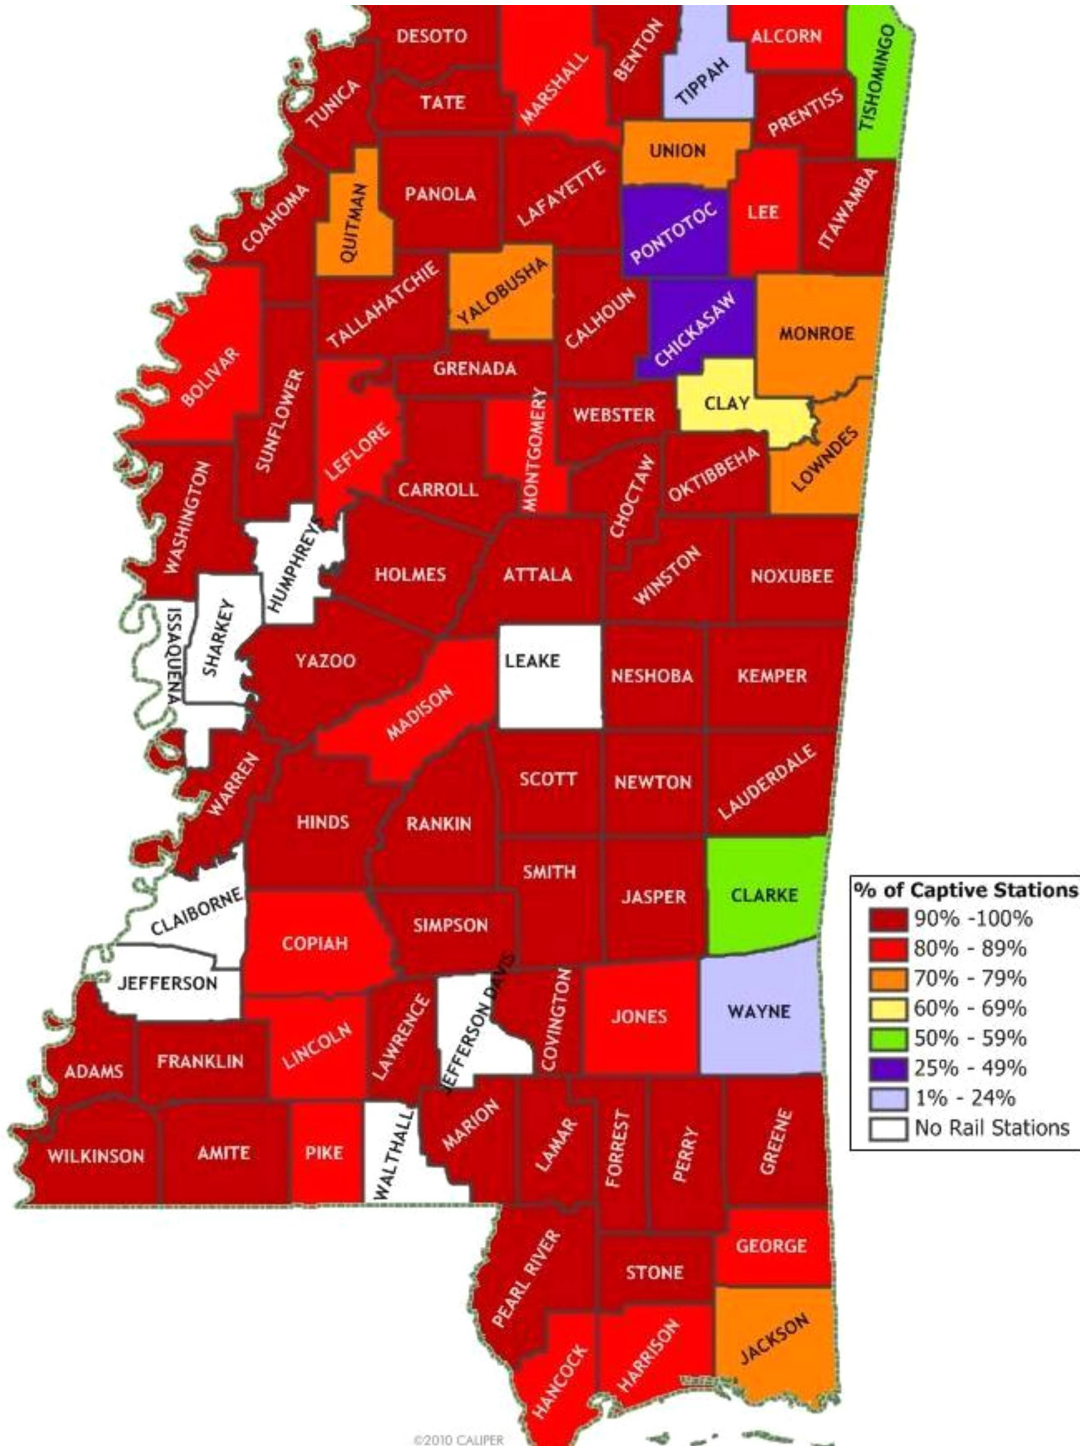 DESOTO
MARSHALL
BENTON
TIPPAH
ALCORN
TISHOMINGO
TUNICA
TATE
PRENTISS
UNION
COAHOMA
QUITMAN
PANOLA
LAFAYETTE
PONTOTOC
LEE
ITAWAMBA
TALLAHATCHIE
YALOBUSHA
CALHOUN
CHICKASAW
MONROE
BOLIVAR
SUNFLOWER
GRENADA
LEFLORE
MONTGOMERY
WEBSTER
CLAY
LOWNDES
CARROLL
CHOCTAW
OKTIBBEHA
WASHINGTON
HUMPHREYS
HOLMES
ATTALA
WINSTON
NOXUBEE
ISSAQUENA
SHARKEY
YAZOO
LEAKE
NESHOBA
KEMPER
MADISON
WARREN
SCOTT
NEWTON
LAUDERDALE
HINDS
RANKIN
SMITH
JASPER
CLARKE
CLAIBORNE
COPIAH
SIMPSON
JEFFERSON
JEFFERSON DAVIS
COVINGTON
JONES
WAYNE
ADAMS
FRANKLIN
LINCOLN
LAWRENCE
WILKINSON
AMITE
PIKE
WALTHALL
MARION
LAMAR
FORREST
PERRY
GREENE
PEARL RIVER
STONE
GEORGE
HANCOCK
HARRISON
JACKSON
% of Captive Stations
90% -100%
80% - 89%
70% - 79%
60% - 69%
50% - 59%
25% - 49%
1% - 24%
No Rail Stations
©2010 CALIPER